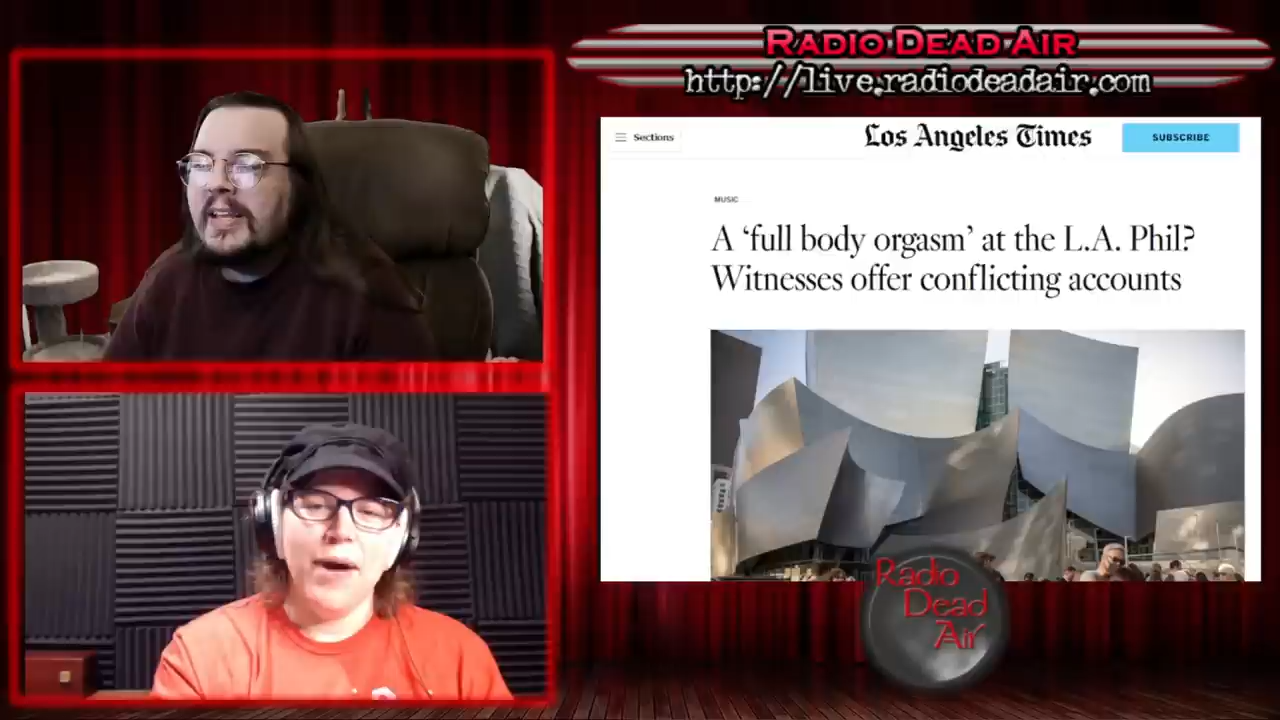 Radio Dead Air
http://live.radiodeadair.com
Sections
Los Angeles Times
SUBSCRIBE
MUSIC
A ‘full body orgasm’ at the L.A. Phil?
Witnesses offer conflicting accounts
Radio
Dead
Air